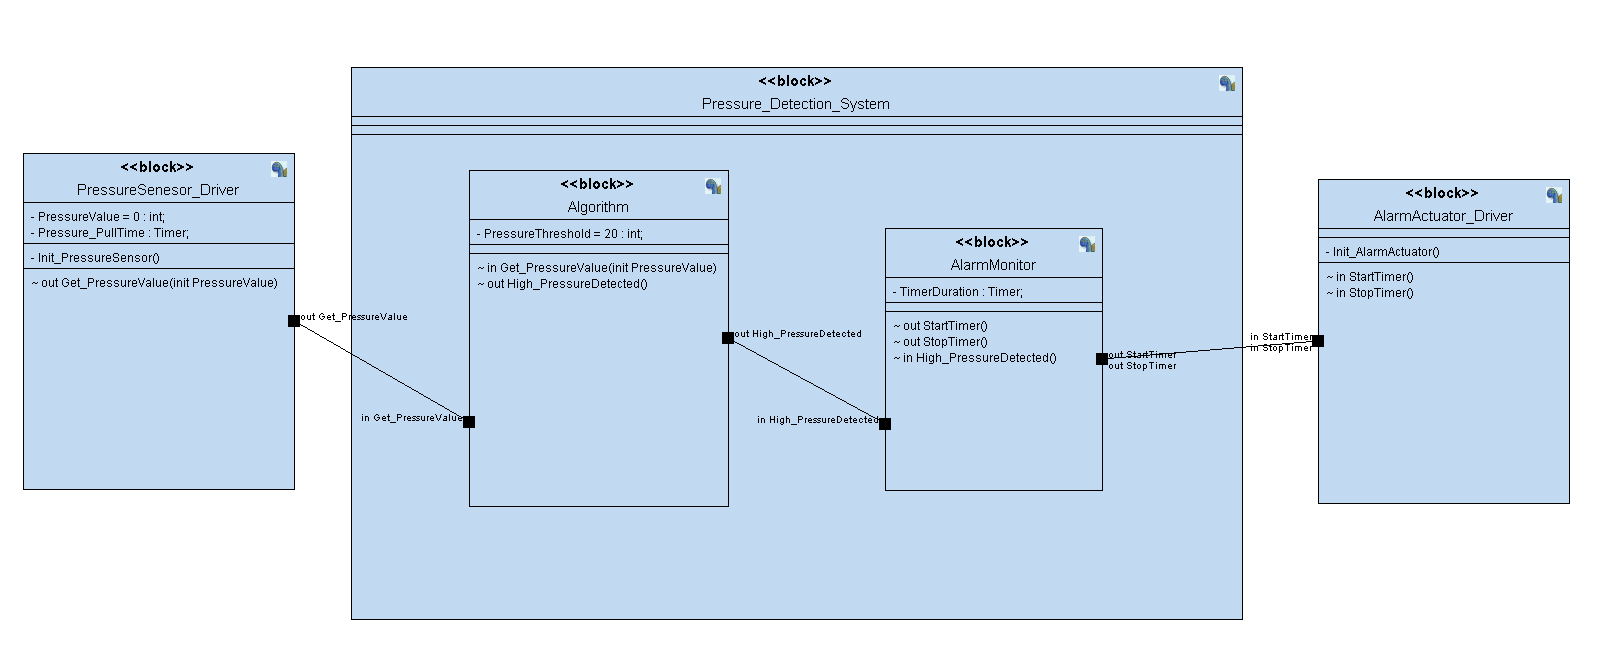 <<block>>
Pressure_Detection_System
<<block>>
PressureSenesor_Driver
- PressureValue = 0 : int;
- Pressure_PullTime : Timer;
- Init_PressureSensor()
~ out Get_PressureValue(init PressureValue)
out Get_PressureValue
<<block>>
Algorithm
- PressureThreshold = 20 : int;
~ in Get_PressureValue(init PressureValue)
~ out High_PressureDetected()
in Get_PressureValue
out High_PressureDetected
<<block>>
AlarmMonitor
- TimerDuration : Timer;
~ out StartTimer()
~ out StopTimer()
~ in High_PressureDetected()
in High_PressureDetected
out StartTimer
out StopTimer
<<block>>
AlarmActuator_Driver
- Init_AlarmActuator()
~ in StartTimer()
~ in StopTimer()
in StartTimer
in StopTimer